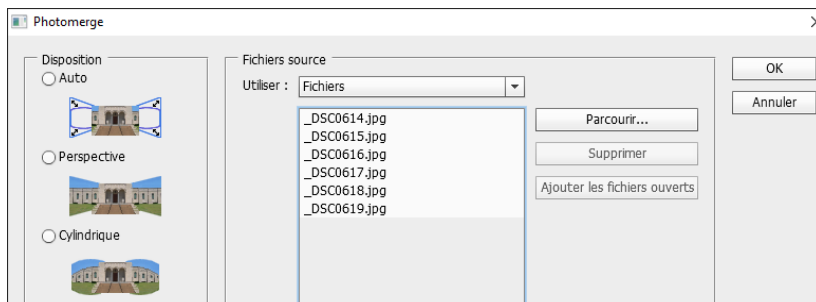 Photomerge
Disposition
Auto
Perspective
Cylindrique
Fichiers source
Utiliser : Fichiers
_DSC0614.jpg
_DSC0615.jpg
_DSC0616.jpg
_DSC0617.jpg
_DSC0618.jpg
_DSC0619.jpg
Parcourir...
Supprimer
Ajouter les fichiers ouverts
OK
Annuler